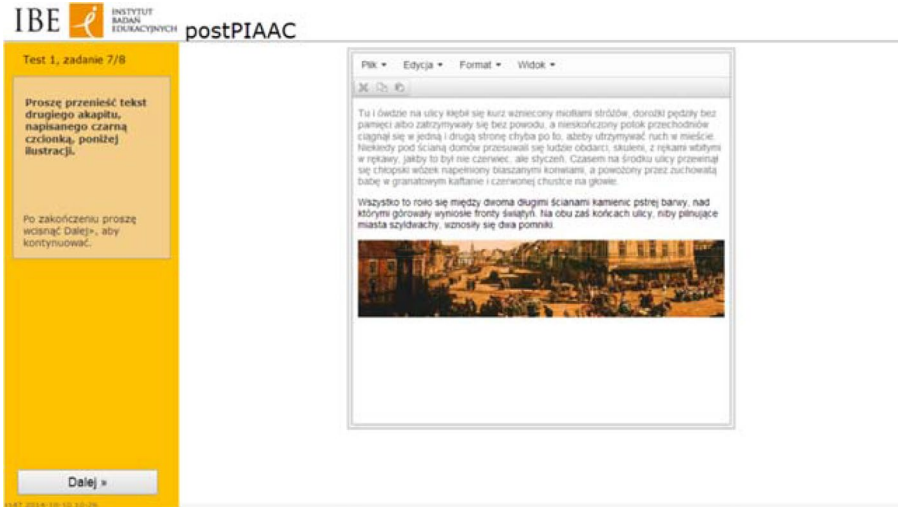 IBE
INSTYTUT
BADAŃ
EDUKACYJNYCH
postPIAAC
Test 1, zadanie 7/8
Proszę przenieść tekst
drugiego akapitu,
napisanego czarną
czcionką, poniżej
ilustracji.
Po zakończeniu proszę
wcisnąć Dalej», aby
kontynuować.
Dalej »
Plik Edycja Format Widok
Tu i ówdzie na ulicy kłębił się kurz wzniecony miotłami stróżów, dorożki pędziły bez
pamięci albo zatrzymywały się bez powodu, a nieskończony potok przechodniów
ciągnął się w jedną i drugą stronę chyba po to, ażeby utrzymywać ruch w mieście.
Niekiedy pod ścianą domów przesuwali się ludzie obdarci, skuleni, z rękami wbitymi
w rękawy, jakby to był nie czerwiec, ale styczeń. Czasem na środku ulicy przewinął
się chłopski wózek napełniony blaszanymi konwiami, a powożony przez zuchowatą
babę w granatowym kaftanie i czerwonej chustce na głowie.
Wszystko to roiło się między dwoma długimi ścianami kamienic pstrej barwy, nad
którymi górowały wyniosłe fronty świątyń. Na obu zaś końcach ulicy, niby pilnujące
miasta szyldwachy, wznosiły się dwa pomniki.